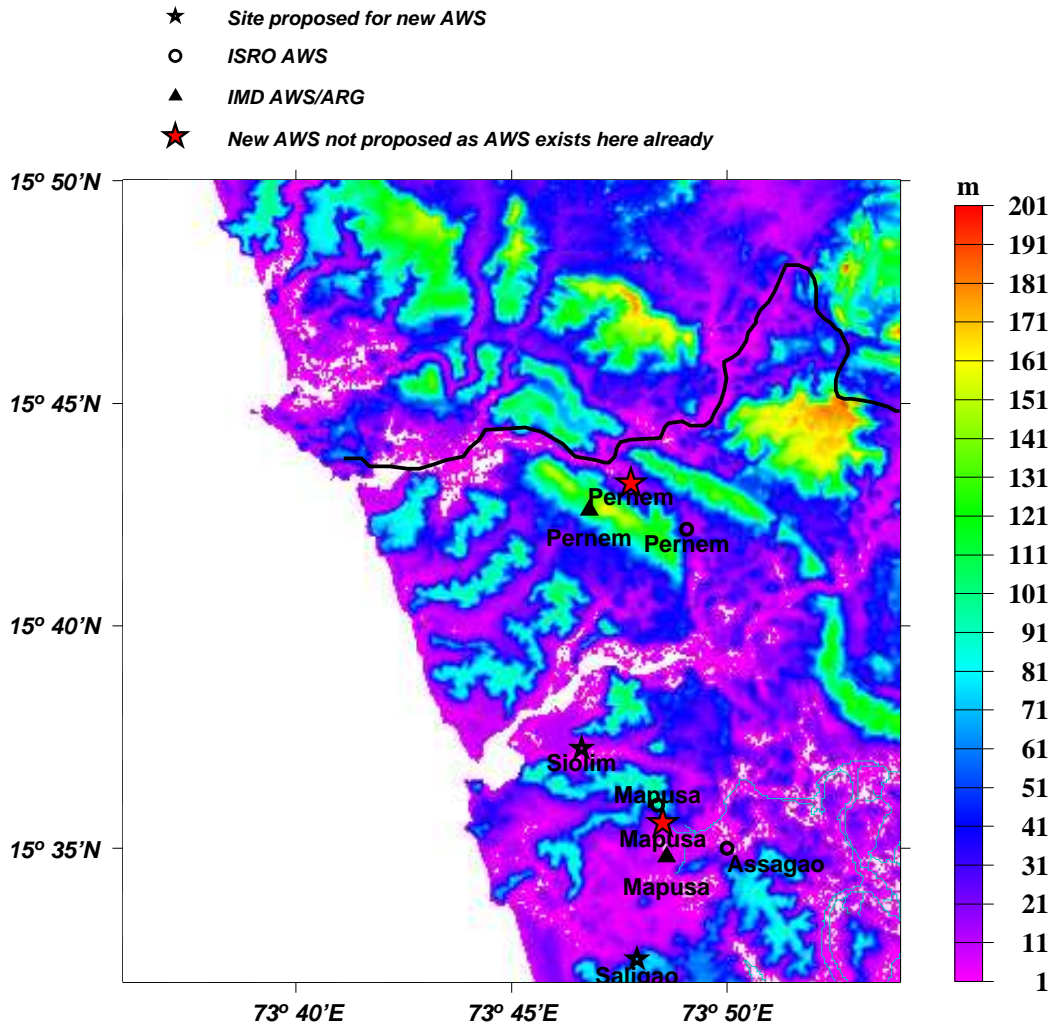 Site proposed for new AWS
ISRO AWS
IMD AWS/ARG
New AWS not proposed as AWS exists here already
15° 50'N
m
201
191
181
171
161
15° 45'N
151
141
131
Pernem
121
Pernem
Pernem
111
101
15° 40'N
91
81
71
Siolim
61
Mapusa
51
Mapusa
41
15° 35'N
Assagao
31
Mapusa
21
11
Saligao
1
73° 40'E
73° 45'E
73° 50'E